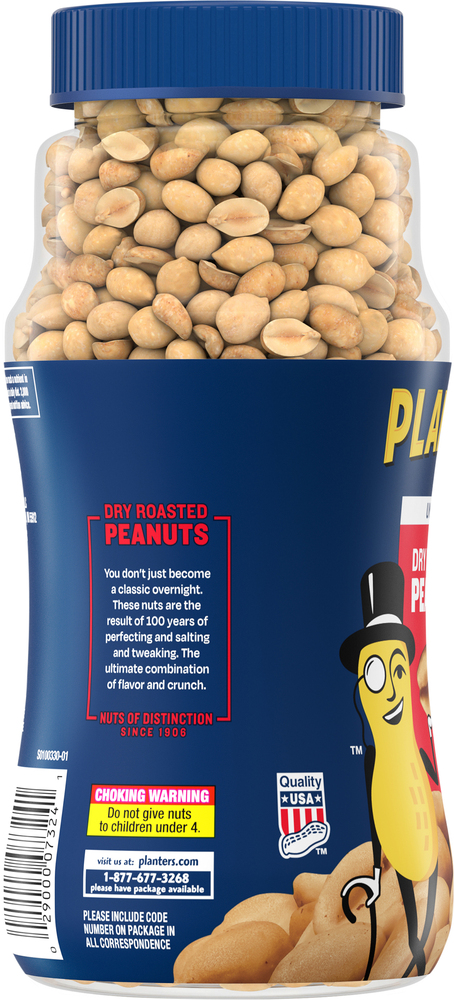 PLA
DRY ROASTED
PEANUTS
You don't just become
a classic overnight.
These nuts are the
result of 100 years of
perfecting and salting
and tweaking. The
ultimate combination
of flavor and crunch.
NUTS OF DISTINCTION
SINCE 1906
DRY
PE
TM
S0100330-01
0 29000 07324 1
CHOKING WARNING
Do not give nuts
to children under 4.
visit us at: planters.com
1-877-677-3268
please have package available
PLEASE INCLUDE CODE
NUMBER ON PACKAGE IN
ALL CORRESPONDENCE
Quality
★USA★
TM